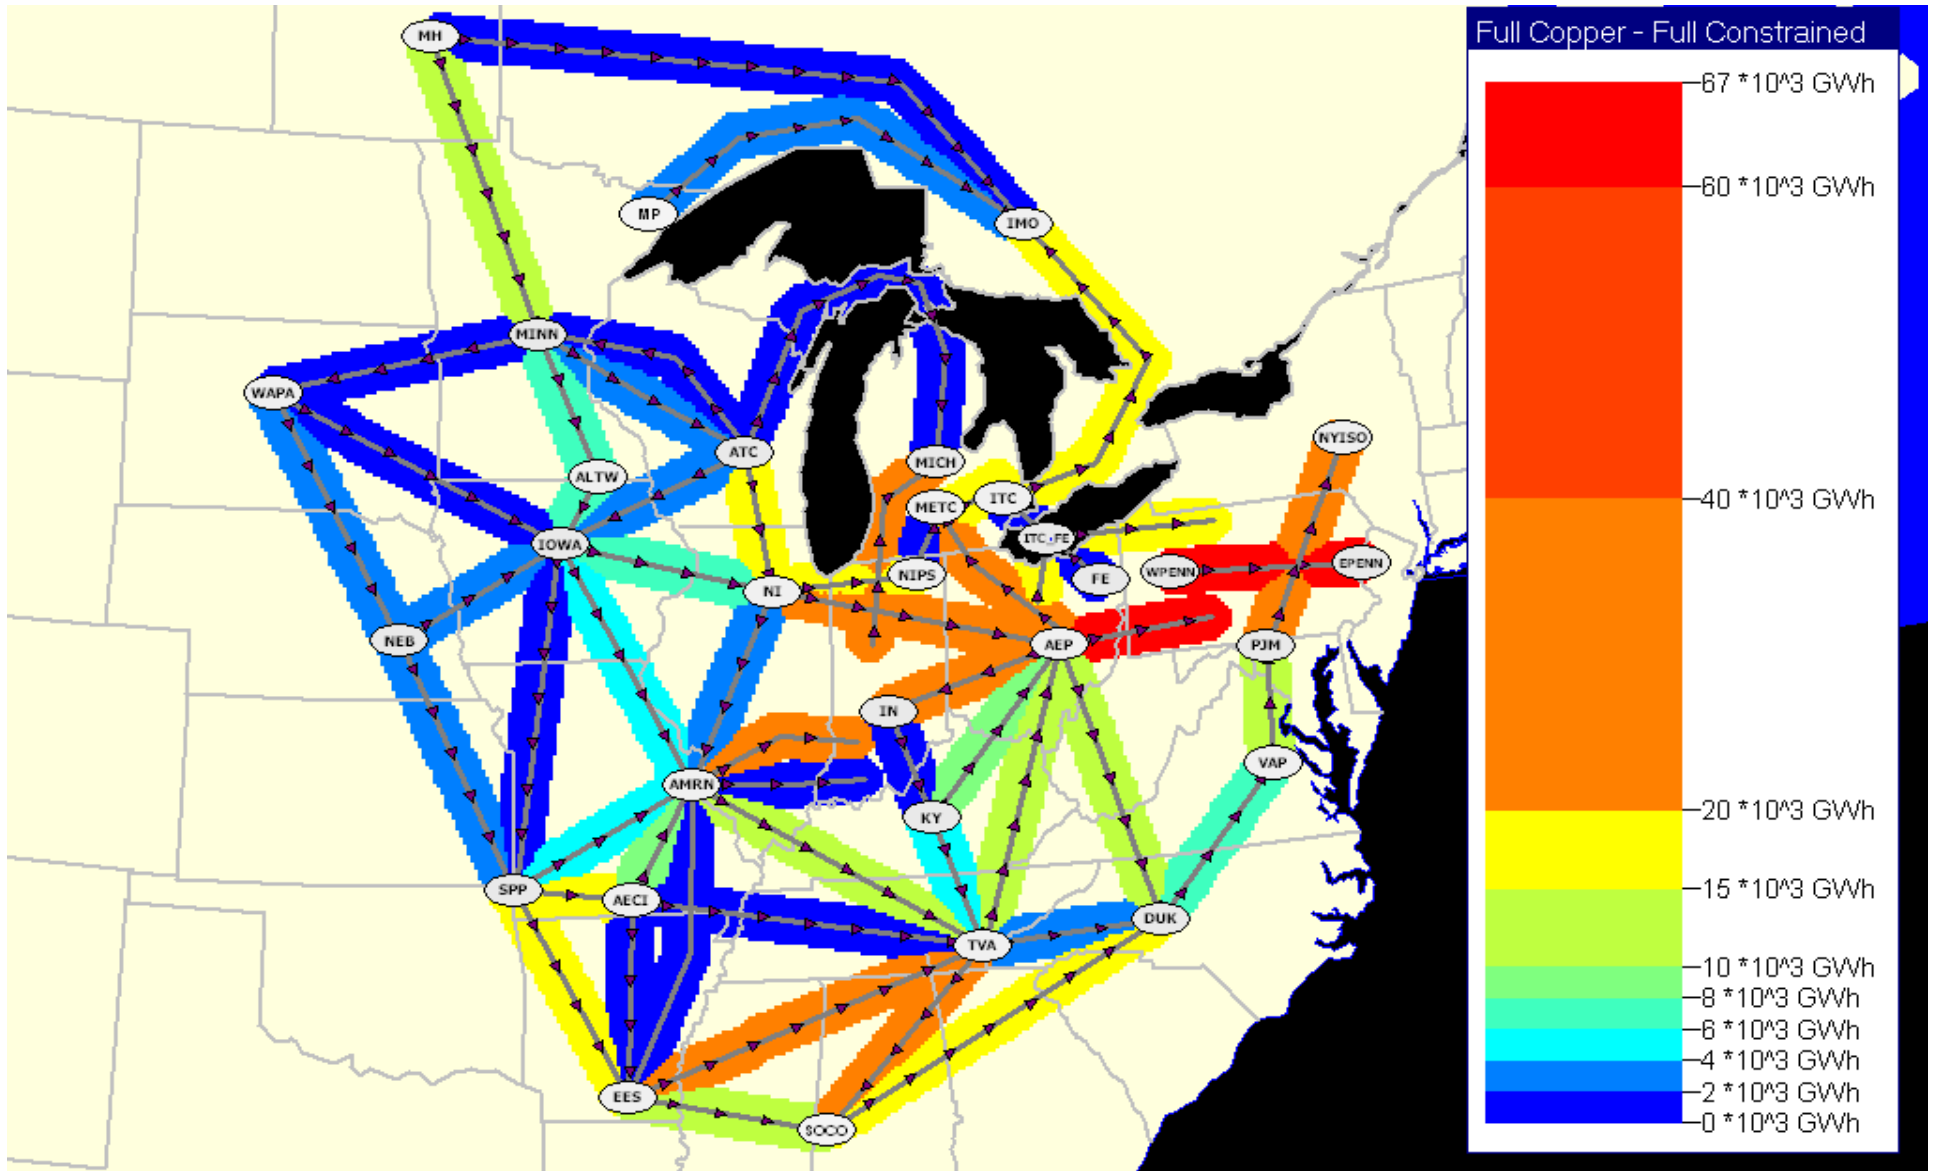 Full Copper - Full Constrained
67 *10^3 GWh
60 *10^3 GWh
40 *10^3 GWh
20 *10^3 GWh
15 *10^3 GWh
10 *10^3 GWh
8 *10^3 GWh
6 *10^3 GWh
4 *10^3 GWh
2 *10^3 GWh
0 *10^3 GWh
MH
MP
IMO
MINN
WAPA
ATC
NYISO
MICH
ALTW
ITC
METC
ITC-FE
IOWA
EPENN
WPENN
NIPS
FE
NI
NEB
AEP
PJM
IN
VAP
AMRN
KY
SPP
AECI
DUK
TVA
EES
SOCO